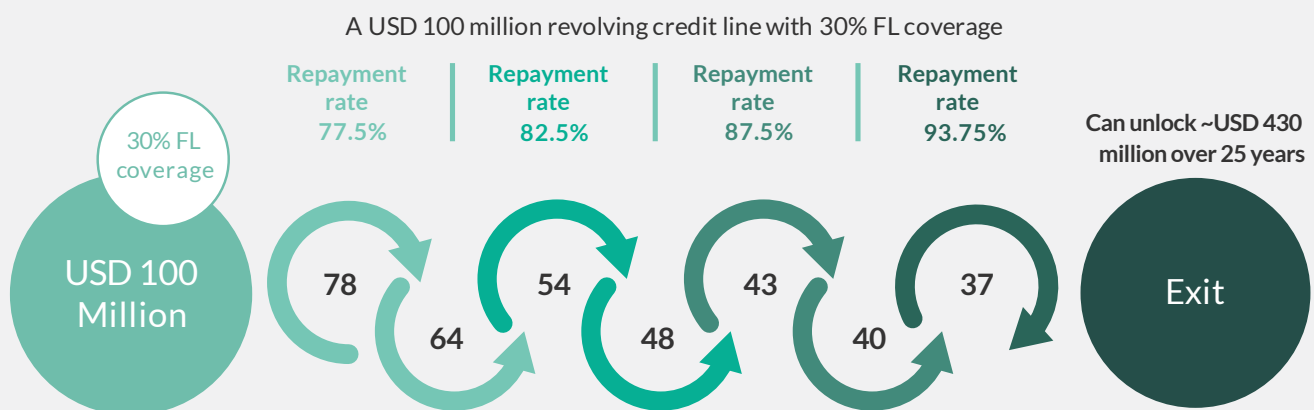 A USD 100 million revolving credit line with 30% FL coverage
Repayment
rate
77.5%
Repayment
rate
82.5%
Repayment
rate
87.5%
Repayment
rate
93.75%
30% FL
coverage
USD 100
Million
78
64
54
48
43
40
37
Can unlock ~USD 430
million over 25 years
Exit